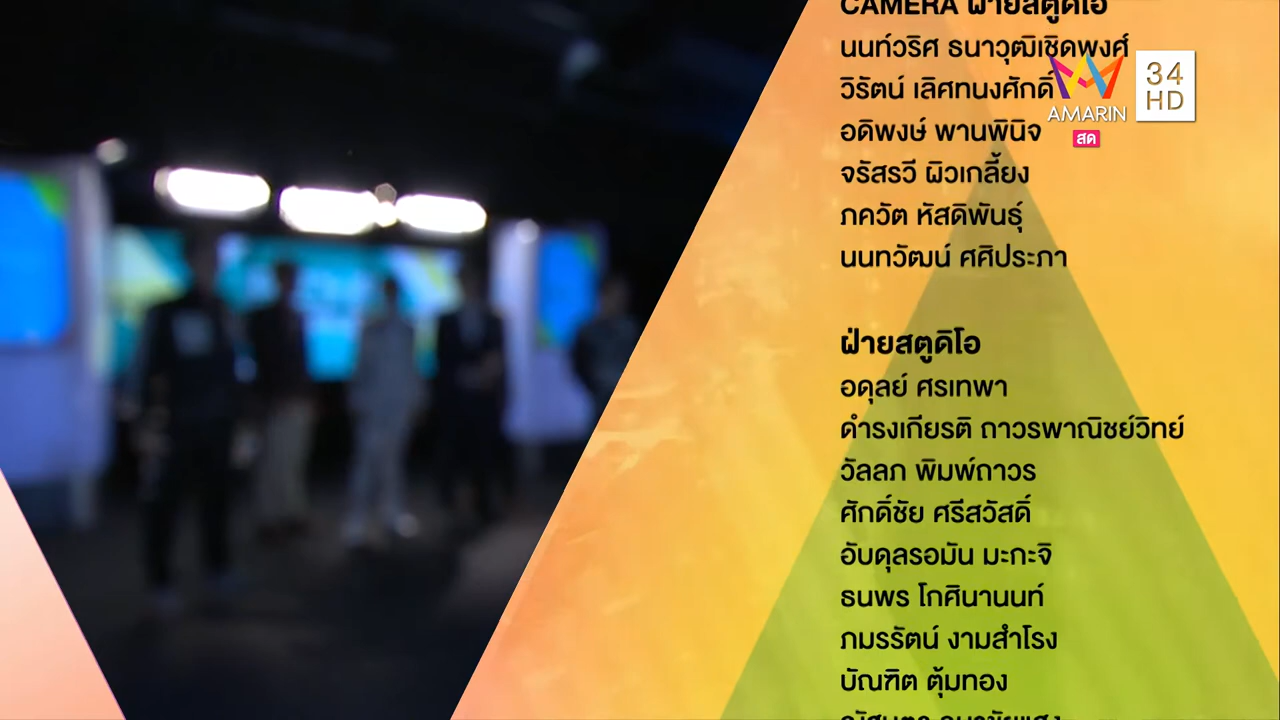 CAMERA ฝ่ายสตูดิโอ
นนท์วริศ ธนาวุฒิเชิดพงศ์
วิรัตน์ เลิศทนงศักดิ์
อดิพงษ์ พานพินิจ
จรัสรวี ผิวเกลี้ยง
ภควัต หัสดิพันธุ์
นนทวัฒน์ ศศิประภา
34
HD
AMARIN
สด
ฝ่ายสตูดิโอ
อดุลย์ ศรเทพา
ดำรงเกียรติ ถาวรพาณิชย์วิทย์
วัลลภ พิมพ์ถาวร
ศักดิ์ชัย ศรีสวัสดิ์
อับดุลรอมัน มะกะจิ
ธนพร โกศินานนท์
ภมรรัตน์ งามสำโรง
บัณฑิต ตุ้มทอง